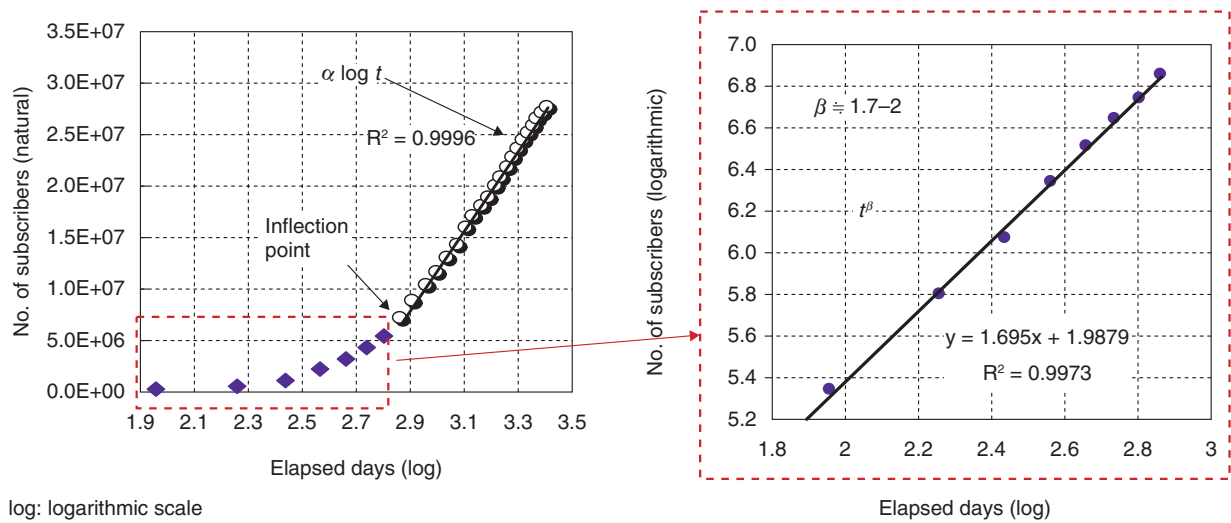 No. of subscribers (natural)
3.5E+07
3.0E+07
2.5E+07
2.0E+07
1.5E+07
1.0E+07
5.0E+06
0.0E+00
α log t
R² = 0.9996
Inflection
point
1.9 2.1 2.3 2.5 2.7 2.9 3.1 3.3 3.5
Elapsed days (log)
log: logarithmic scale
No. of subscribers (logarithmic)
7.0
6.8
6.6
6.4
6.2
6.0
5.8
5.6
5.4
5.2
β ≒ 1.7–2
t^β
y = 1.695x + 1.9879
R² = 0.9973
1.8 2 2.2 2.4 2.6 2.8 3
Elapsed days (log)